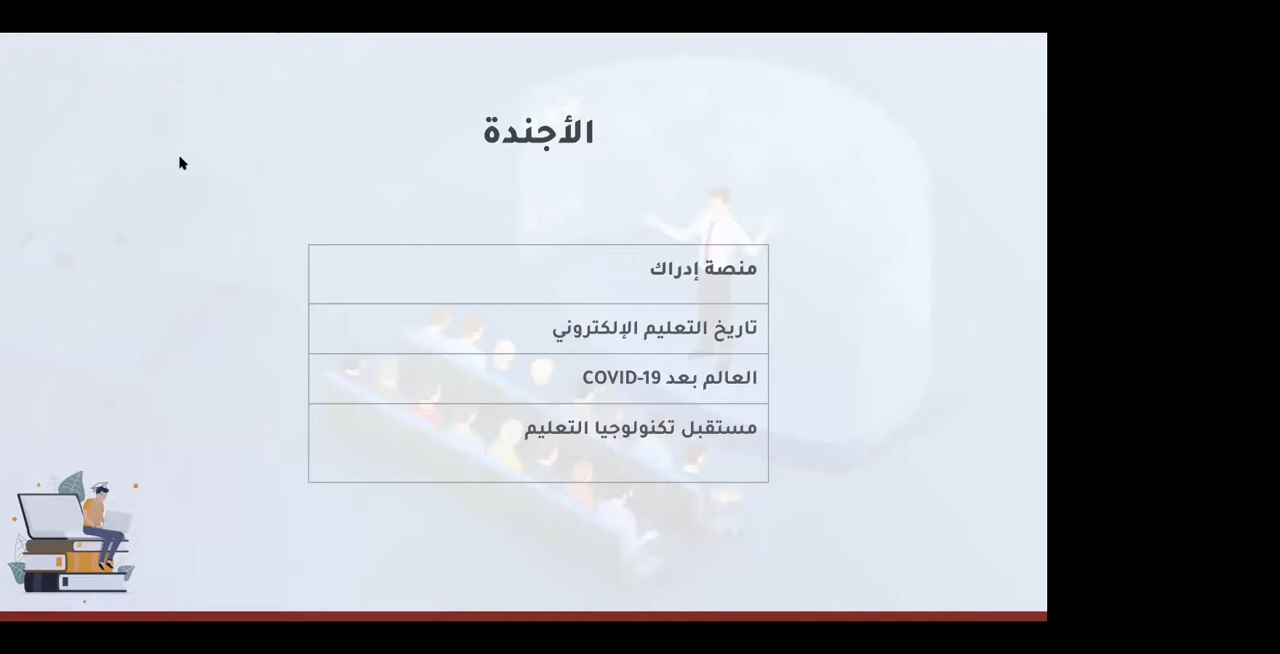 الأجندة
منصة إدراك
تاريخ التعليم الإلكتروني
العالم بعد COVID-19
مستقبل تكنولوجيا التعليم